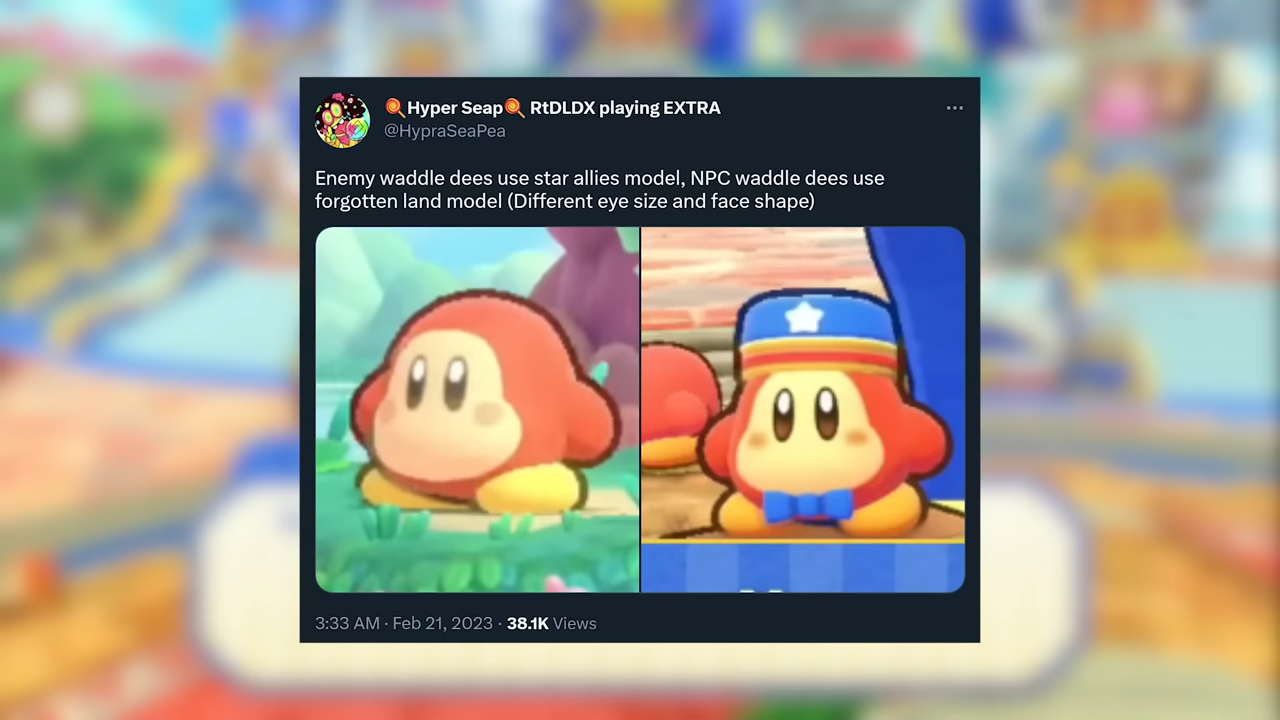 🍭Hyper Seap🍭 RtDLDX playing EXTRA
@HypraSeaPea
Enemy waddle dees use star allies model, NPC waddle dees use
forgotten land model (Different eye size and face shape)
3:33 AM · Feb 21, 2023 · 38.1K Views